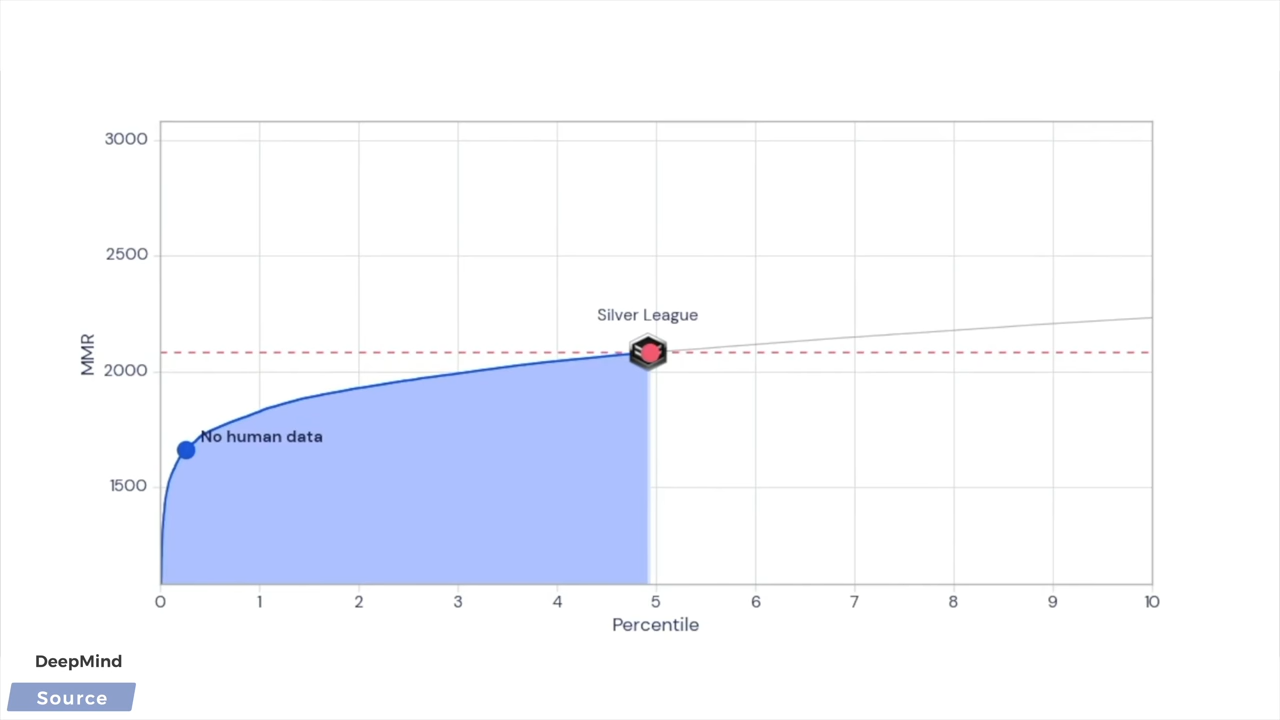 3000
2500
Silver League
MMR
2000
No human data
1500
0 1 2 3 4 5 6 7 8 9 10
Percentile
DeepMind
Source